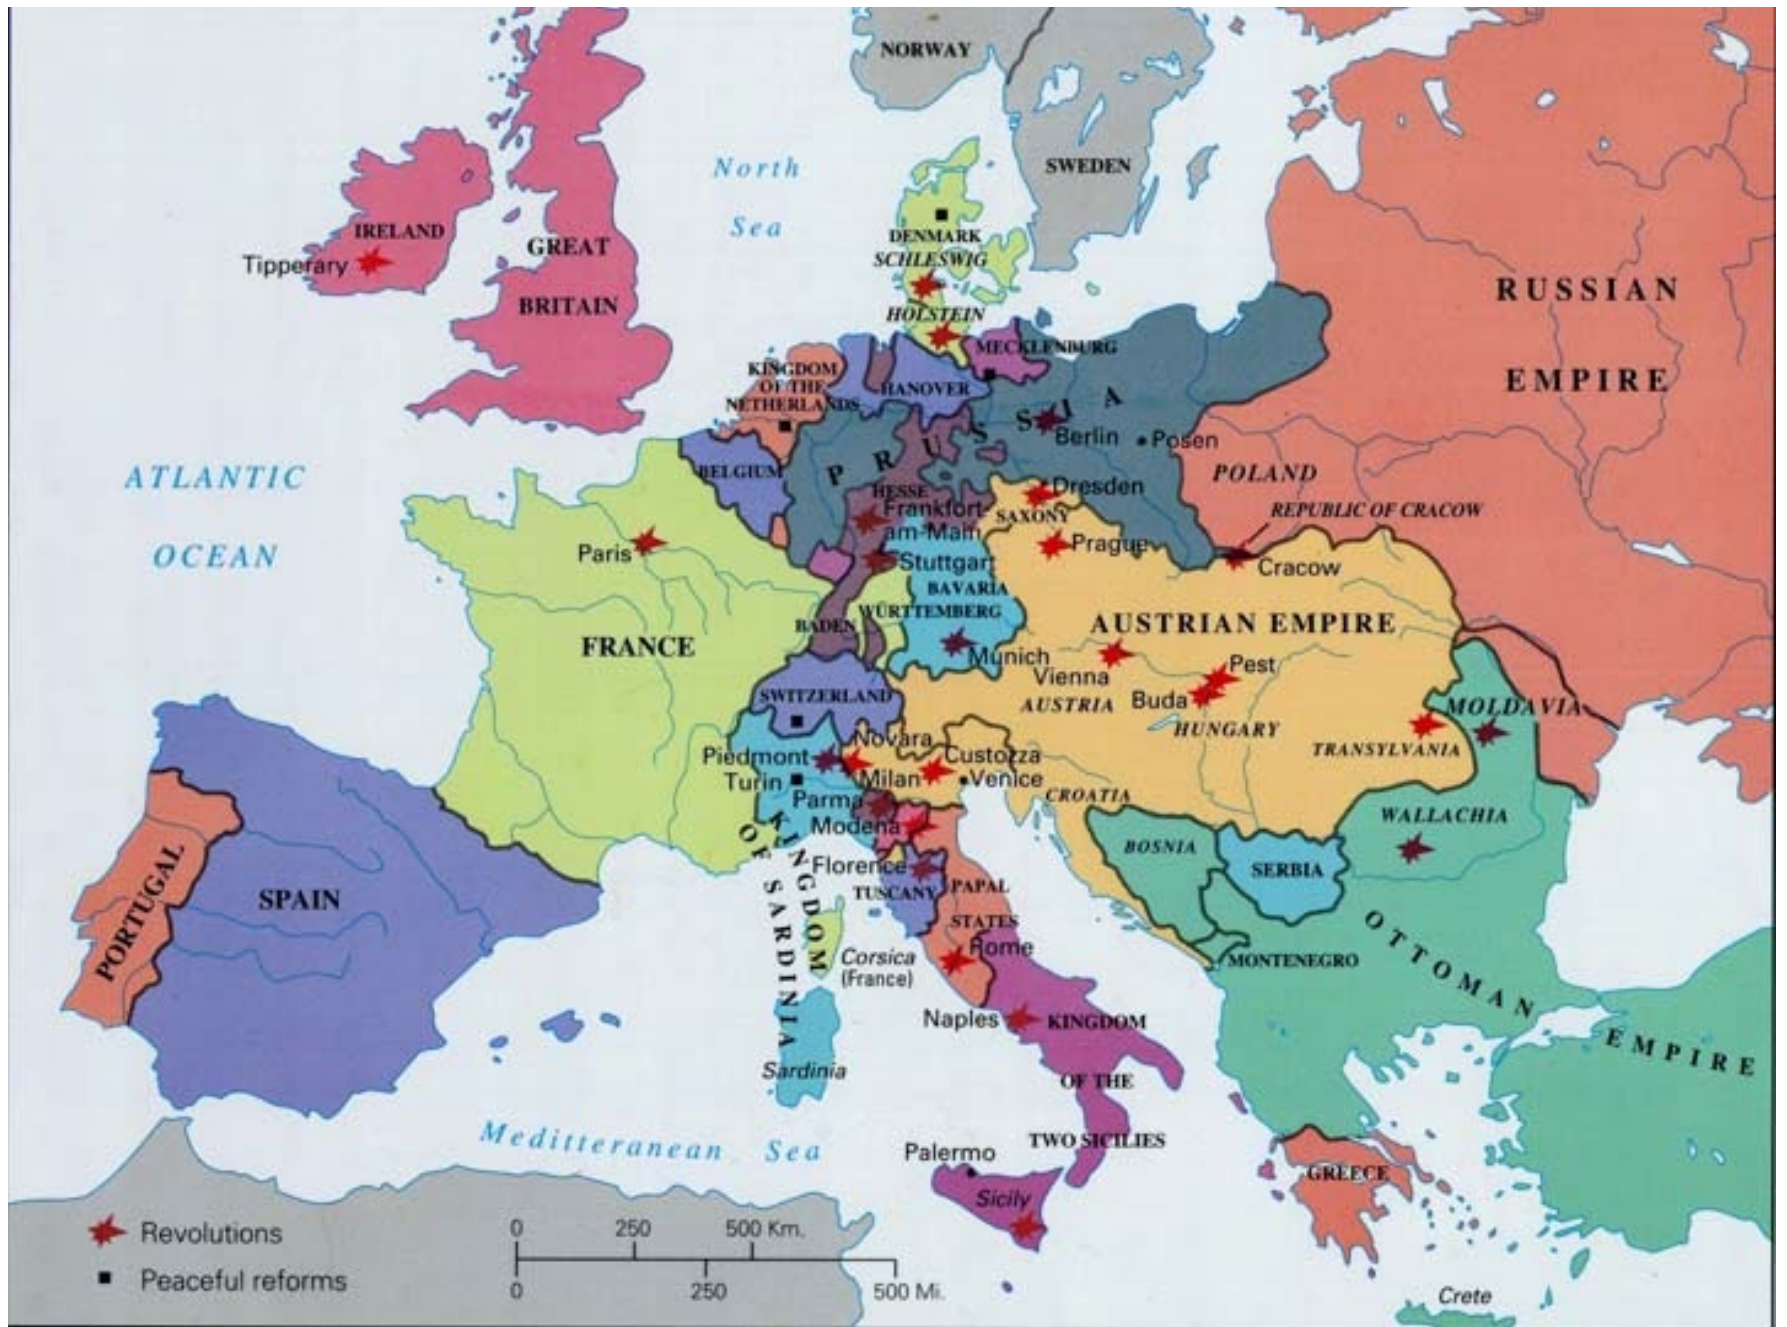 NORWAY
SWEDEN
North
Sea
IRELAND
Tipperary
GREAT
BRITAIN
DENMARK
SCHLESWIG
HOLSTEIN
MECKLENBURG
RUSSIAN
EMPIRE
KINGDOM
OF THE
NETHERLANDS
HANOVER
PRUSSIA
Berlin
Posen
ATLANTIC
OCEAN
BELGIUM
POLAND
HESSE
Dresden
Frankfort-
am-Main
SAXONY
REPUBLIC OF CRACOW
Paris
Prague
Stuttgart
Cracow
BAVARIA
WÜRTTEMBERG
BADEN
FRANCE
AUSTRIAN EMPIRE
Munich
Vienna
Pest
Buda
AUSTRIA
HUNGARY
SWITZERLAND
MOLDAVIA
TRANSYLVANIA
Novara
Piedmont
Custozza
Turin
Milan
Venice
CROATIA
Parma
Modena
WALLACHIA
BOSNIA
SERBIA
Florence
TUSCANY
PAPAL
STATES
KINGDOM
OF SARDINIA
PORTUGAL
SPAIN
Corsica
(France)
Rome
MONTENEGRO
OTTOMAN
EMPIRE
Naples
KINGDOM
OF THE
TWO SICILIES
Sardinia
Mediterranean Sea
Palermo
Sicily
GREECE
Crete
Revolutions
Peaceful reforms
0 250 500 Km.
0 250 500 Mi.